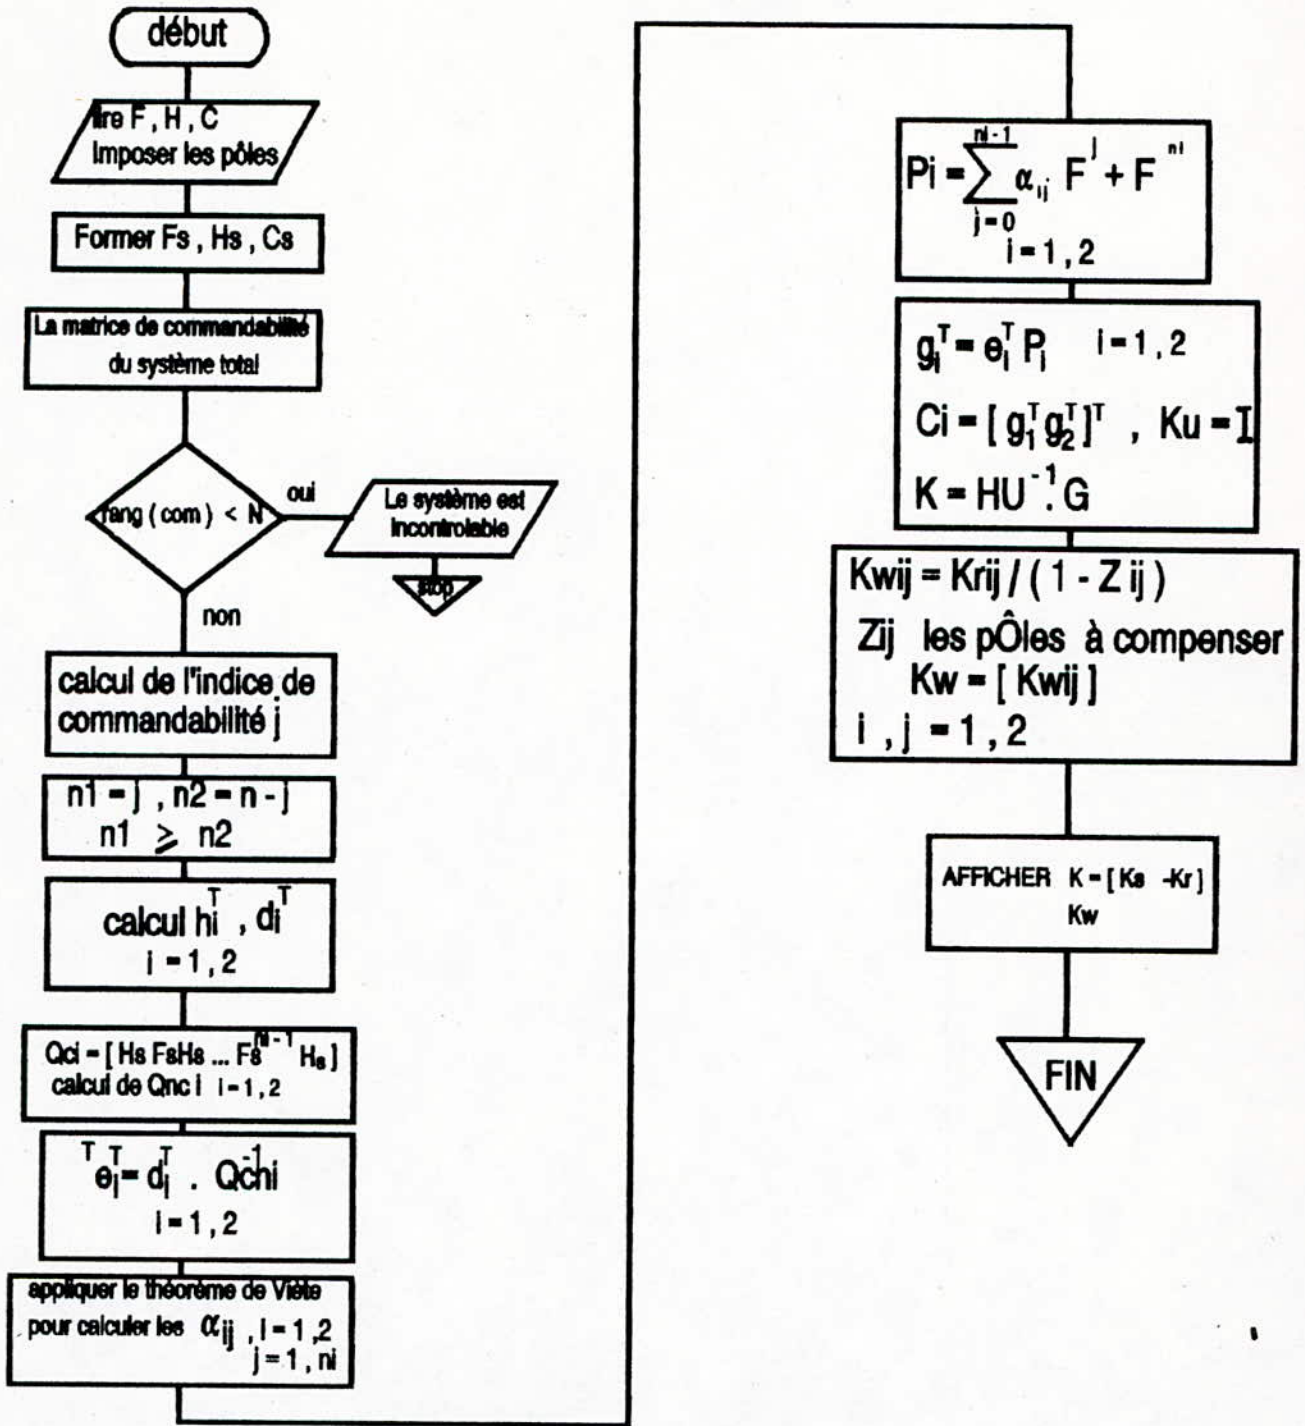 début
lire F , H , C
Imposer les pôles
Former Fs , Hs , Cs
La matrice de commandabilité
du système total
rang ( com ) < N
oui
Le système est
incontrolable
stop
non
calcul de l'indice de
commandabilité j
n1 = j , n2 = n - j
n1 ⩾ n2
calcul hi^T , di^T
i = 1 , 2
Qci = [ Hs FsHs ... Fs^ni-1 Hs ]
calcul de Qnc i i = 1 , 2
^T ei^T = di^T . Qchi^-1
i = 1 , 2
appliquer le théorème de Viète
pour calculer les αij , i = 1 ,2
j = 1 , ni
ni - 1
Pi = ∑ αij F^j + F^ni
j = 0
i = 1 , 2
gi^T = ei^T Pi i = 1 , 2
Ci = [ g1^T g2^T ]^T , Ku = I
K = HU^-1 . G
Kwij = Krij / ( 1 - Z ij )
Zij les pÔles à compenser
Kw = [ Kwij ]
i , j = 1 , 2
AFFICHER K = [ Ks -Kr ]
Kw
FIN